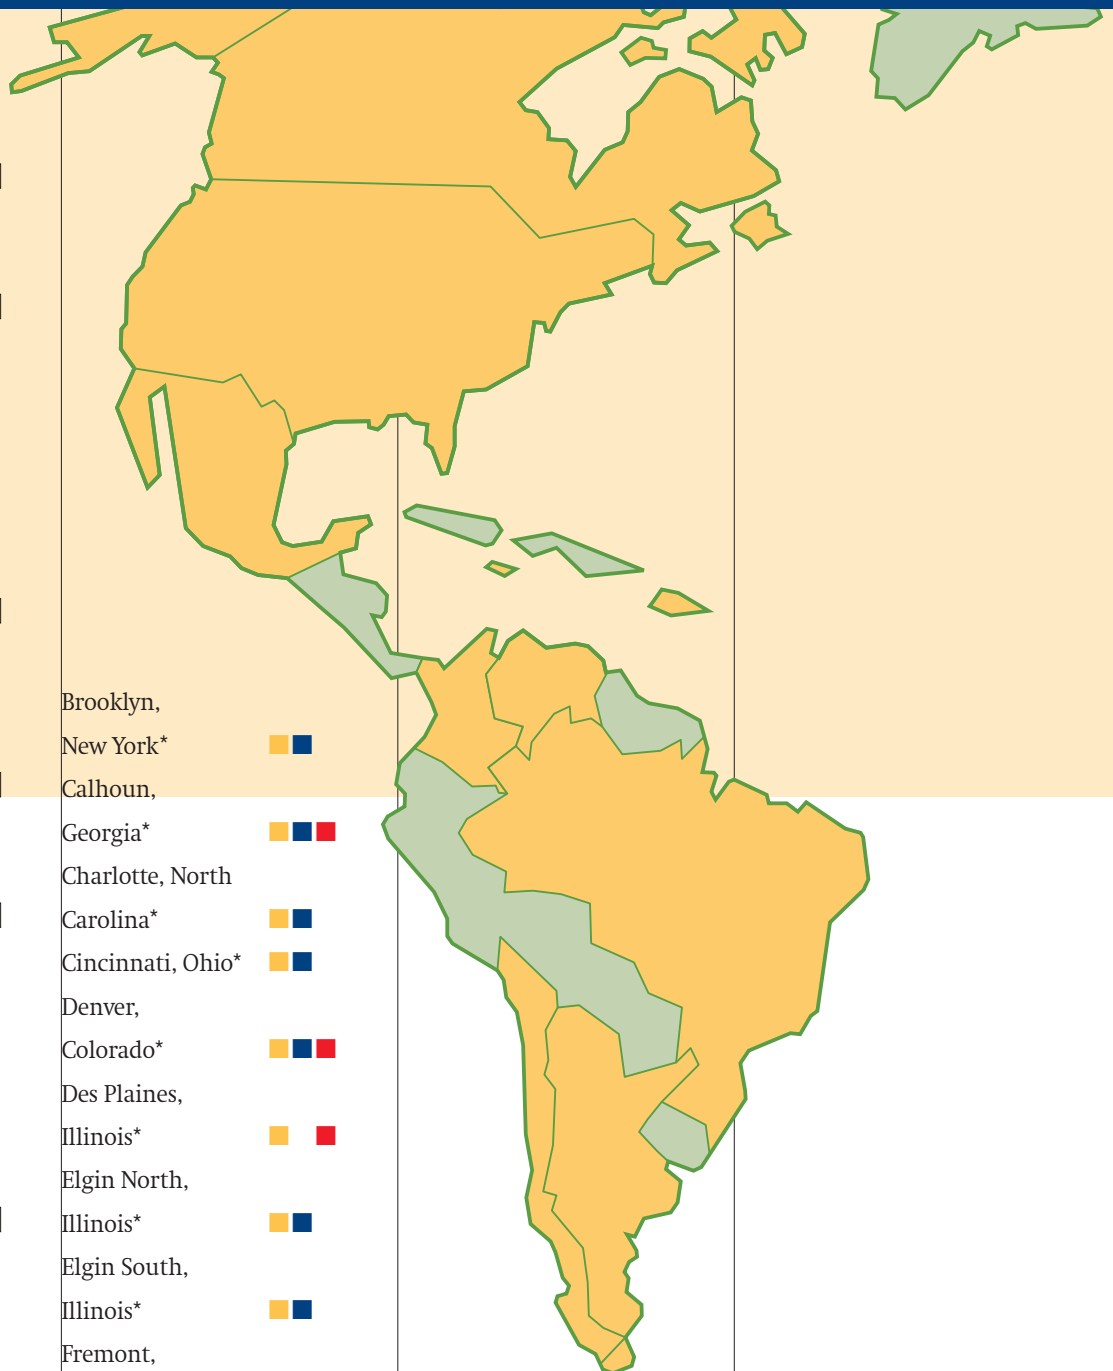 Brooklyn,
New York*
Calhoun,
Georgia*
Charlotte, North
Carolina*
Cincinnati, Ohio*
Denver,
Colorado*
Des Plaines,
Illinois*
Elgin North,
Illinois*
Elgin South,
Illinois*
Fremont,